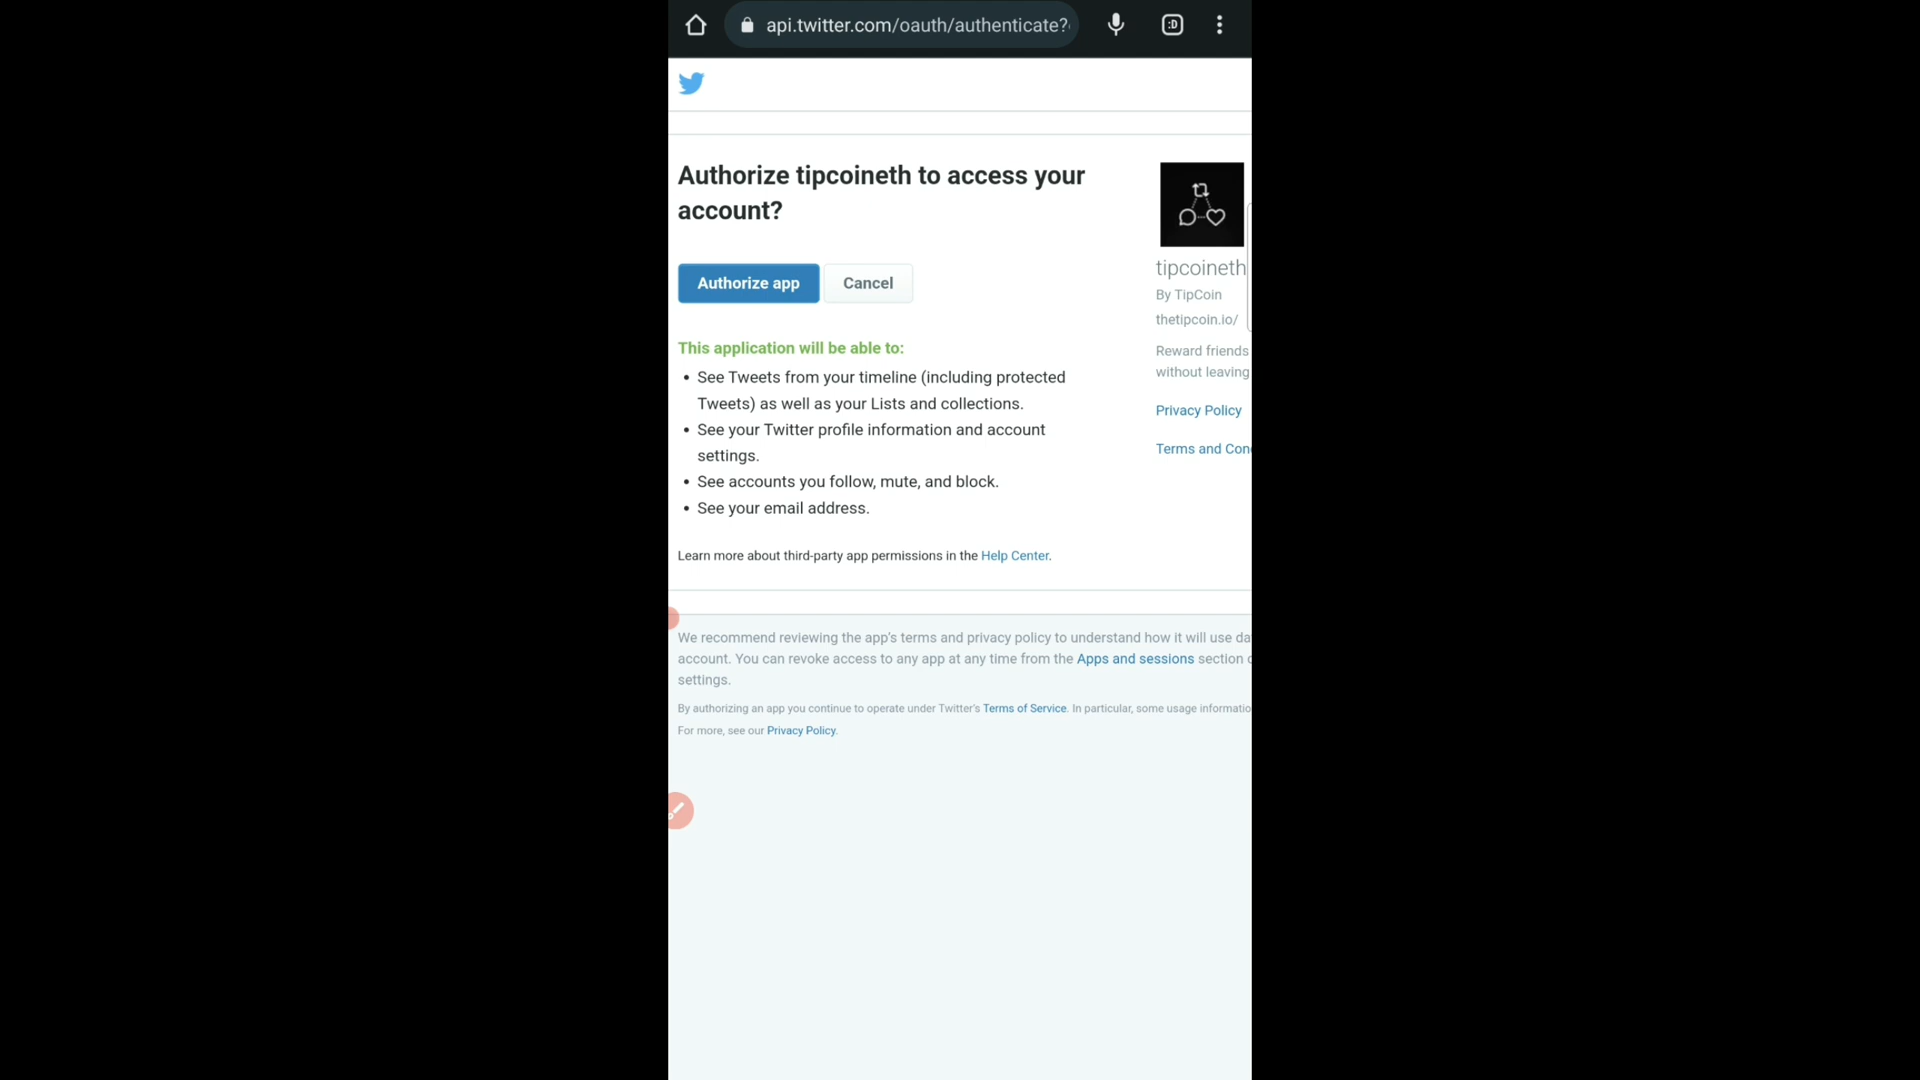 api.twitter.com/oauth/authenticate?
:D
Authorize tipcoineth to access your
account?
Authorize app
Cancel
This application will be able to:
• See Tweets from your timeline (including protected
Tweets) as well as your Lists and collections.
• See your Twitter profile information and account
settings.
• See accounts you follow, mute, and block.
• See your email address.
Learn more about third-party app permissions in the Help Center.
tipcoineth
By TipCoin
thetipcoin.io/
Reward friends
without leaving
Privacy Policy
Terms and Con
We recommend reviewing the app's terms and privacy policy to understand how it will use da
account. You can revoke access to any app at any time from the Apps and sessions section
settings.
By authorizing an app you continue to operate under Twitter's Terms of Service. In particular, some usage informatio
For more, see our Privacy Policy.